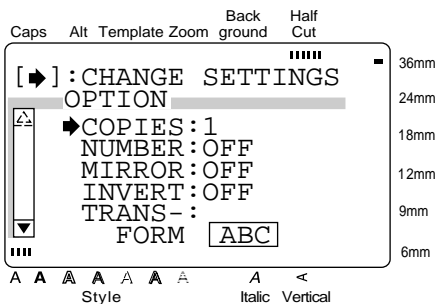 Caps Alt Template Zoom Back ground Half Cut
[➡]:CHANGE SETTINGS
OPTION
➡COPIES:1
NUMBER:OFF
MIRROR:OFF
INVERT:OFF
TRANS-:
FORM ABC
36mm
24mm
18mm
12mm
9mm
6mm
A A A A A A A A A
Style Italic Vertical